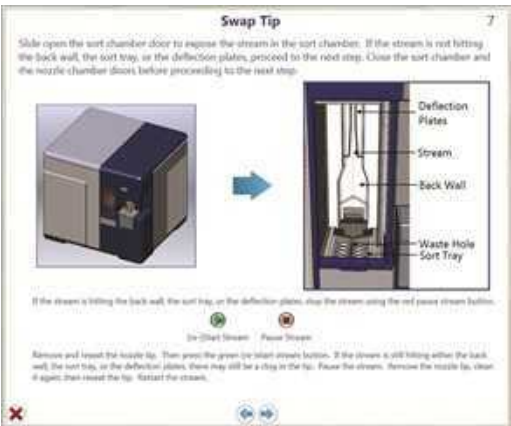 Swap Tip
7
Slide open the sort chamber door to expose the stream in the sort chamber. If the stream is not hitting
the back wall, the sort tray, or the deflection plates, proceed to the next step. Close the sort chamber and
the nozzle chamber doors before proceeding to the next step.
Deflection
Plates
Stream
Back Wall
Waste Hole
Sort Tray
If the stream is hitting the back wall, the sort tray, or the deflection plates, stop the stream using the red pause stream button.
(re-)Start Stream
Pause Stream
Remove and reseat the nozzle tip. Then press the green (re-)start stream button. If the stream is still hitting either the back
wall, the sort tray, or the deflection plates, there may still be a clog in the tip. Pause the stream. Remove the nozzle tip, clean
it again, then reseat the tip. Restart the stream.